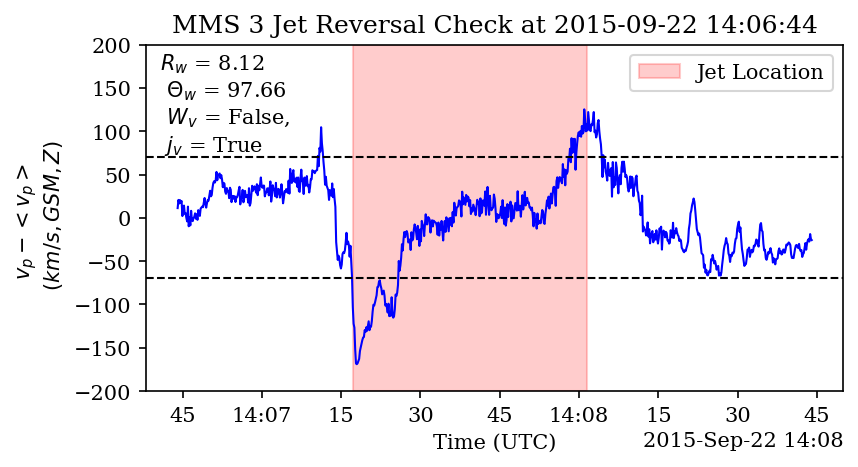 MMS 3 Jet Reversal Check at 2015-09-22 14:06:44
R_w = 8.12
Θ_w = 97.66
W_v = False,
j_v = True
Jet Location
v_p − < v_p >
(km/s, GSM, Z)
200
150
100
50
0
−50
−100
−150
−200
45 14:07 15 30 45 14:08 15 30 45
Time (UTC)
2015-Sep-22 14:08